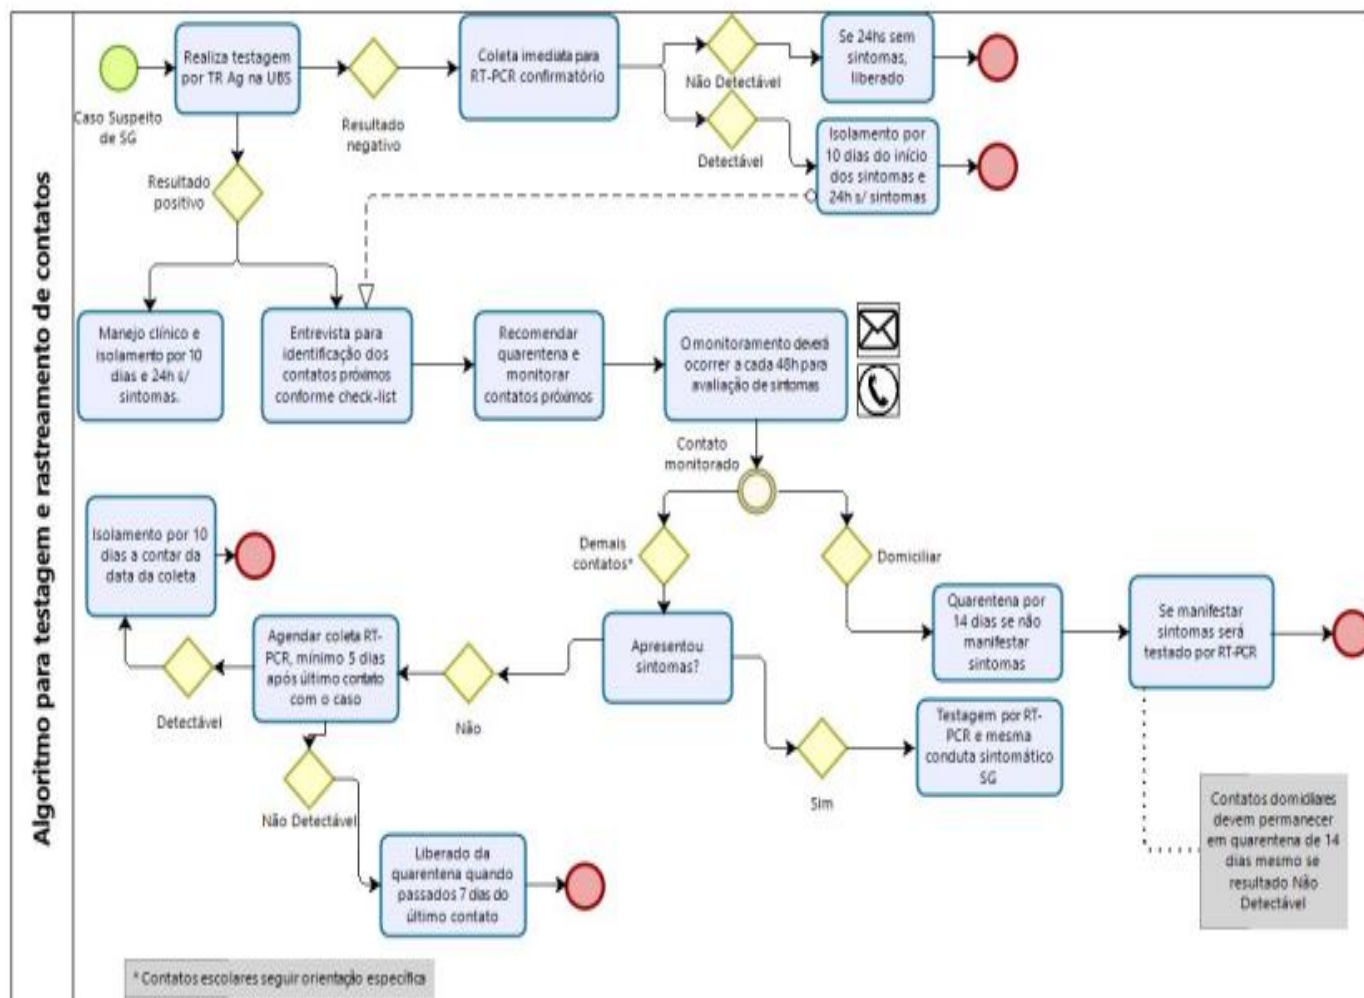 Algoritmo para testagem e rastreamento de contatos
Caso Suspeito
de SG
Realiza testagem
por TR Ag na UBS
Resultado
negativo
Coleta imediata para
RT-PCR confirmatório
Não Detectável
Se 24hs sem
sintomas,
liberado
Detectável
Isolamento por
10 dias do início
dos sintomas e
24h s/ sintomas
Resultado
positivo
Manejo clínico e
isolamento por 10
dias e 24h s/
sintomas.
Entrevista para
identificação dos
contatos próximos
conforme check-list
Recomendar
quarentena e
monitorar
contatos próximos
O monitoramento deverá
ocorrer a cada 48h para
avaliação de sintomas
Contato
monitorado
Demais
contatos*
Domiciliar
Isolamento por 10
dias a contar da
data da coleta
Detectável
Agendar coleta RT-
PCR, mínimo 5 dias
após último contato
com o caso
Não
Apresentou
sintomas?
Quarentena por
14 dias se não
manifestar
sintomas
Se manifestar
sintomas será
testado por RT-PCR
Sim
Testagem por RT-
PCR e mesma
conduta sintomático
SG
Não Detectável
Liberado da
quarentena quando
passados 7 dias do
último contato
Contatos domiciliares
devem permanecer
em quarentena de 14
dias mesmo se
resultado Não
Detectável
* Contatos escolares seguir orientação específica